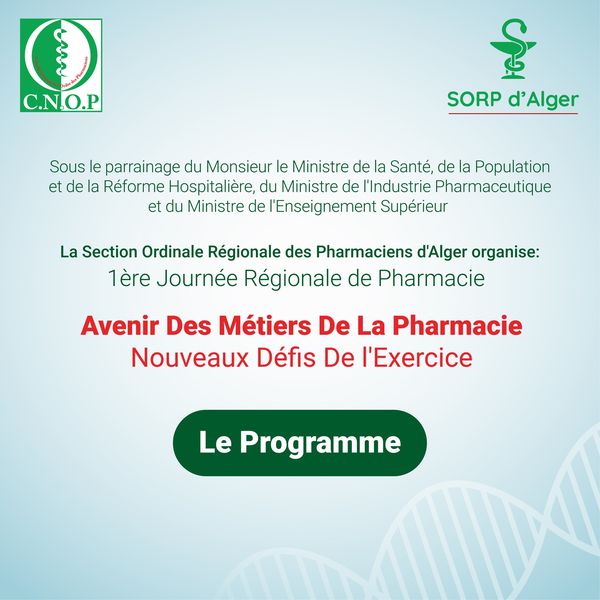 C.N.O.P
SORP d'Alger
Sous le parrainage du Monsieur le Ministre de la Santé, de la Population
et de la Réforme Hospitalière, du Ministre de l'Industrie Pharmaceutique
et du Ministre de l'Enseignement Supérieur
La Section Ordinale Régionale des Pharmaciens d'Alger organise:
1ère Journée Régionale de Pharmacie
Avenir Des Métiers De La Pharmacie
Nouveaux Défis De l'Exercice
Le Programme